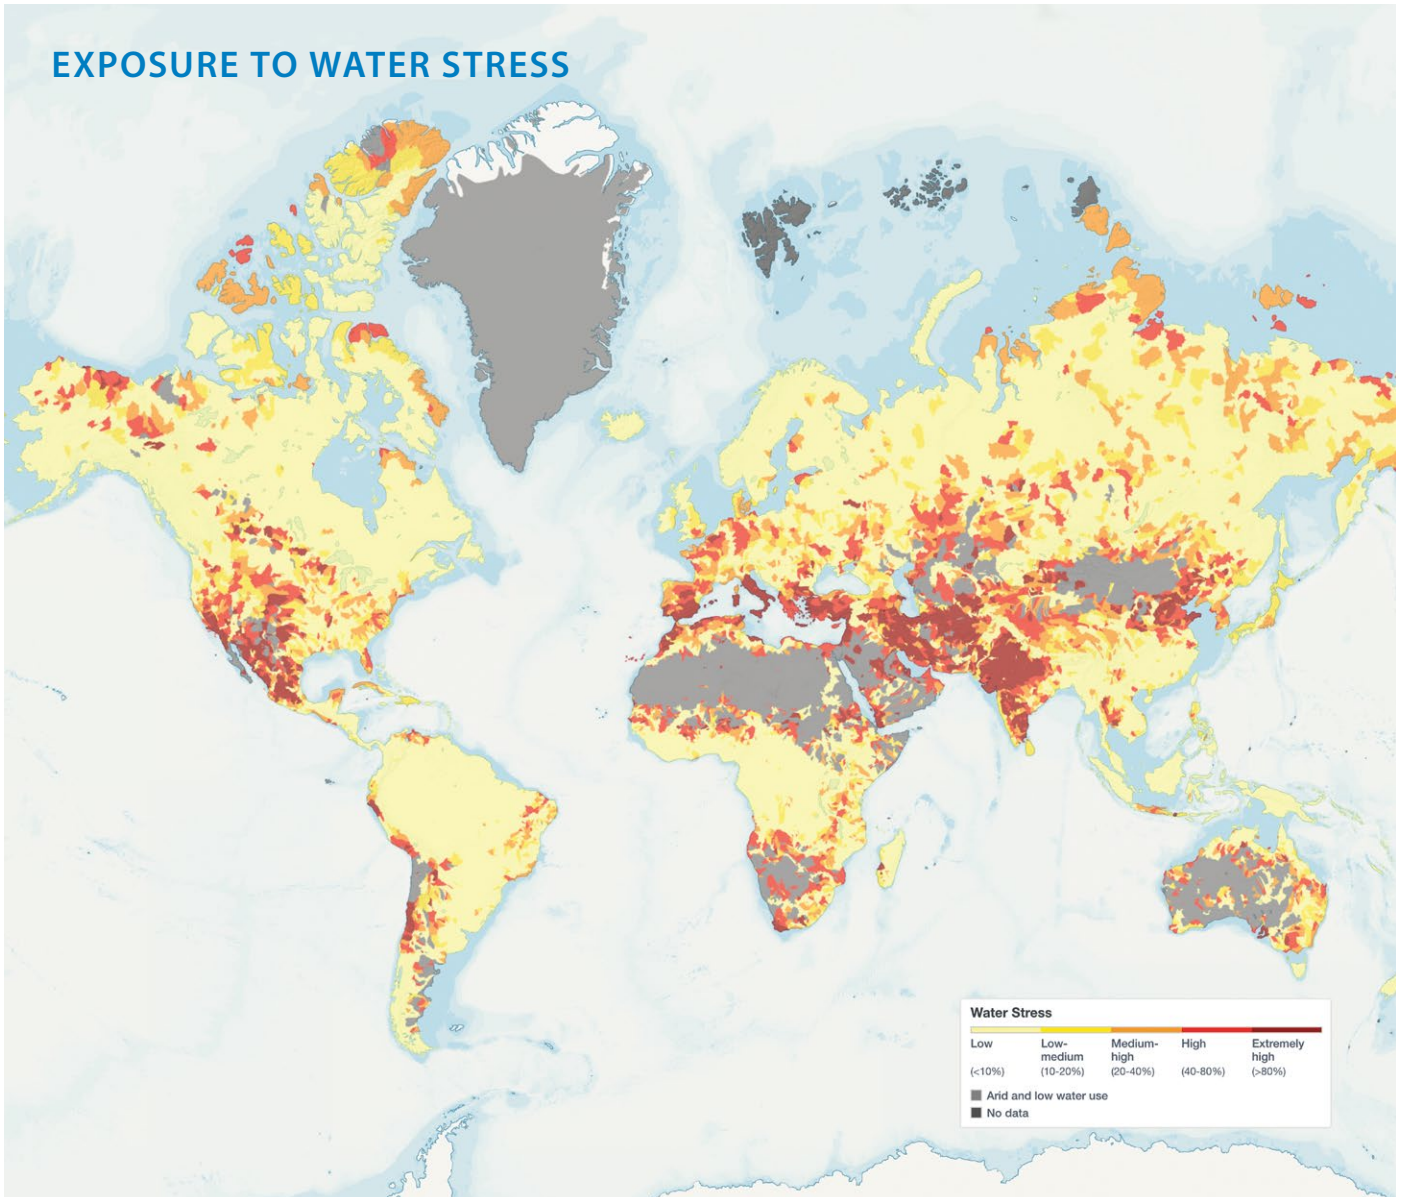 EXPOSURE TO WATER STRESS
Water Stress
Low Low-medium Medium-high High Extremely high
(<10%) (10-20%) (20-40%) (40-80%) (>80%)
Arid and low water use
No data